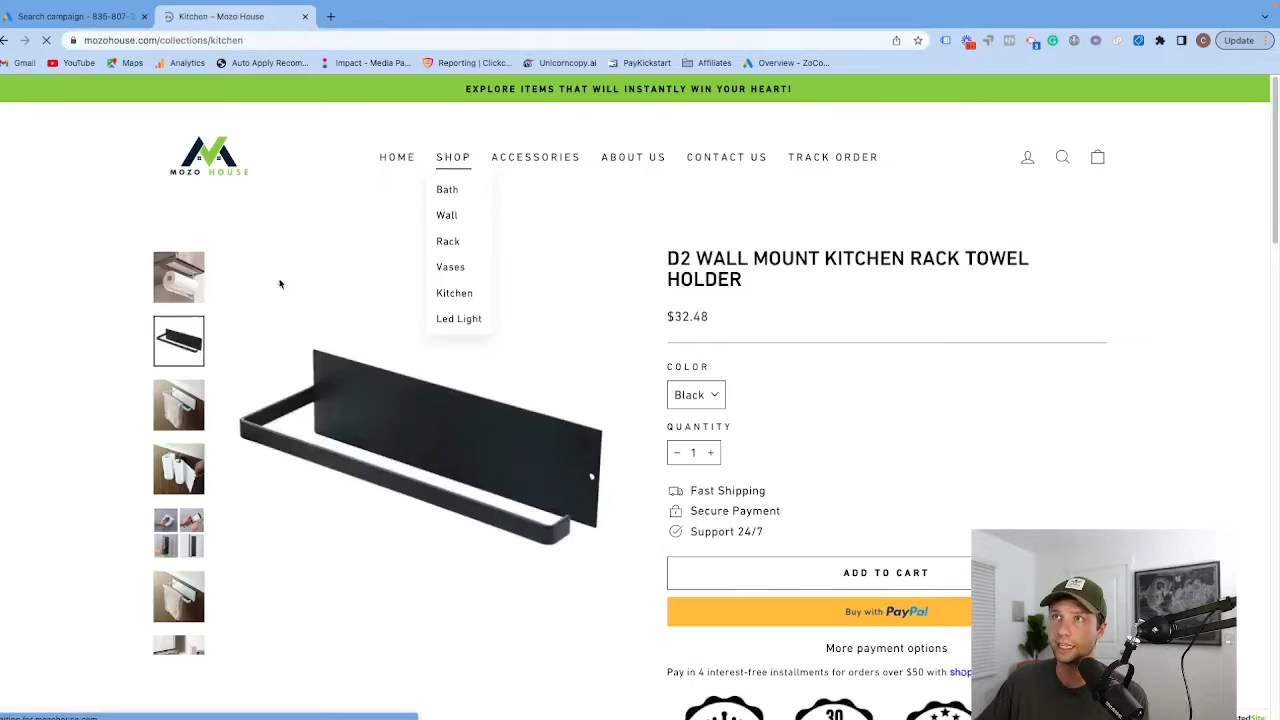 Search campaign - 835-807-
Kitchen – Mozo House
mozohouse.com/collections/kitchen
Update
Gmail
YouTube
Maps
Analytics
Auto Apply Recom...
Impact - Media Pa...
Reporting | Clickc...
Unicorncopy.ai
PayKickstart
Affiliates
Overview - ZoCo...
EXPLORE ITEMS THAT WILL INSTANTLY WIN YOUR HEART!
MOZO HOUSE
HOME
SHOP
ACCESSORIES
ABOUT US
CONTACT US
TRACK ORDER
Bath
Wall
Rack
Vases
Kitchen
Led Light
D2 WALL MOUNT KITCHEN RACK TOWEL
HOLDER
$32.48
COLOR
Black
QUANTITY
− 1 +
Fast Shipping
Secure Payment
Support 24/7
ADD TO CART
Buy with PayPal
More payment options
Pay in 4 interest-free installments for orders over $50 with shop
30